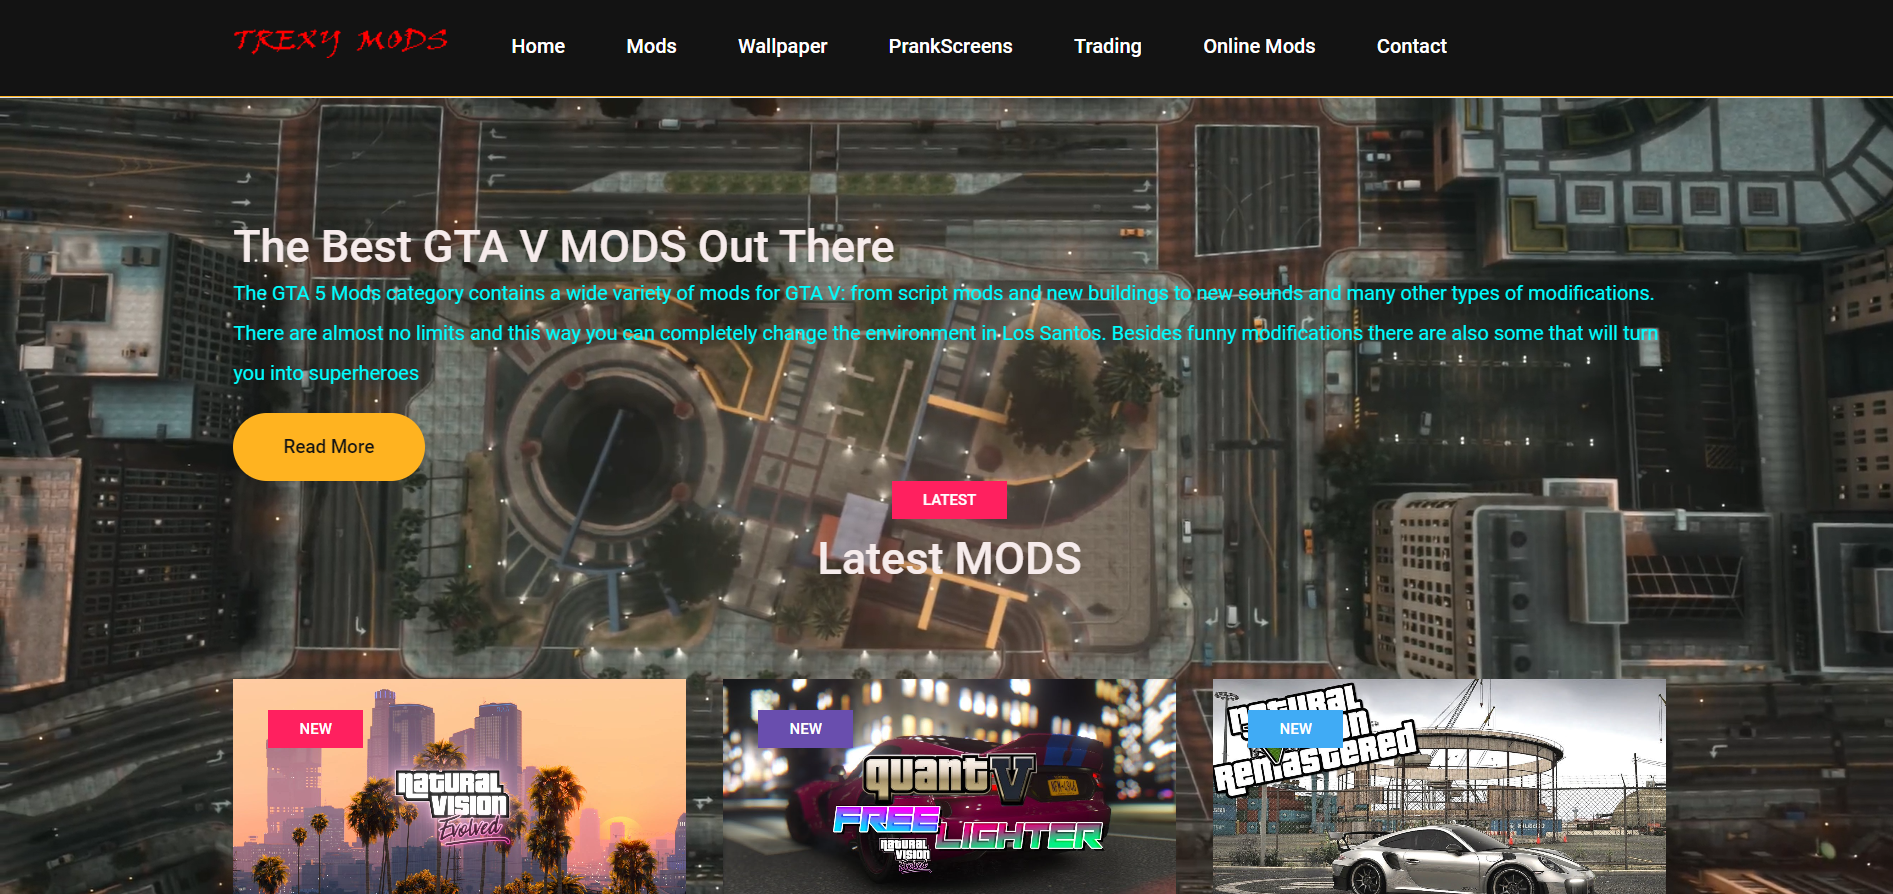 TREXY MODS
Home Mods Wallpaper PrankScreens Trading Online Mods Contact
The Best GTA V MODS Out There
The GTA 5 Mods category contains a wide variety of mods for GTA V: from script mods and new buildings to new sounds and many other types of modifications.
There are almost no limits and this way you can completely change the environment in Los Santos. Besides funny modifications there are also some that will turn
you into superheroes
Read More
LATEST
Latest MODS
NEW
NATURAL
VISION
Evolved
NEW
QUANTV
FREE LIGHTER
NATURAL
VISION
NEW
NATURAL
Remastered